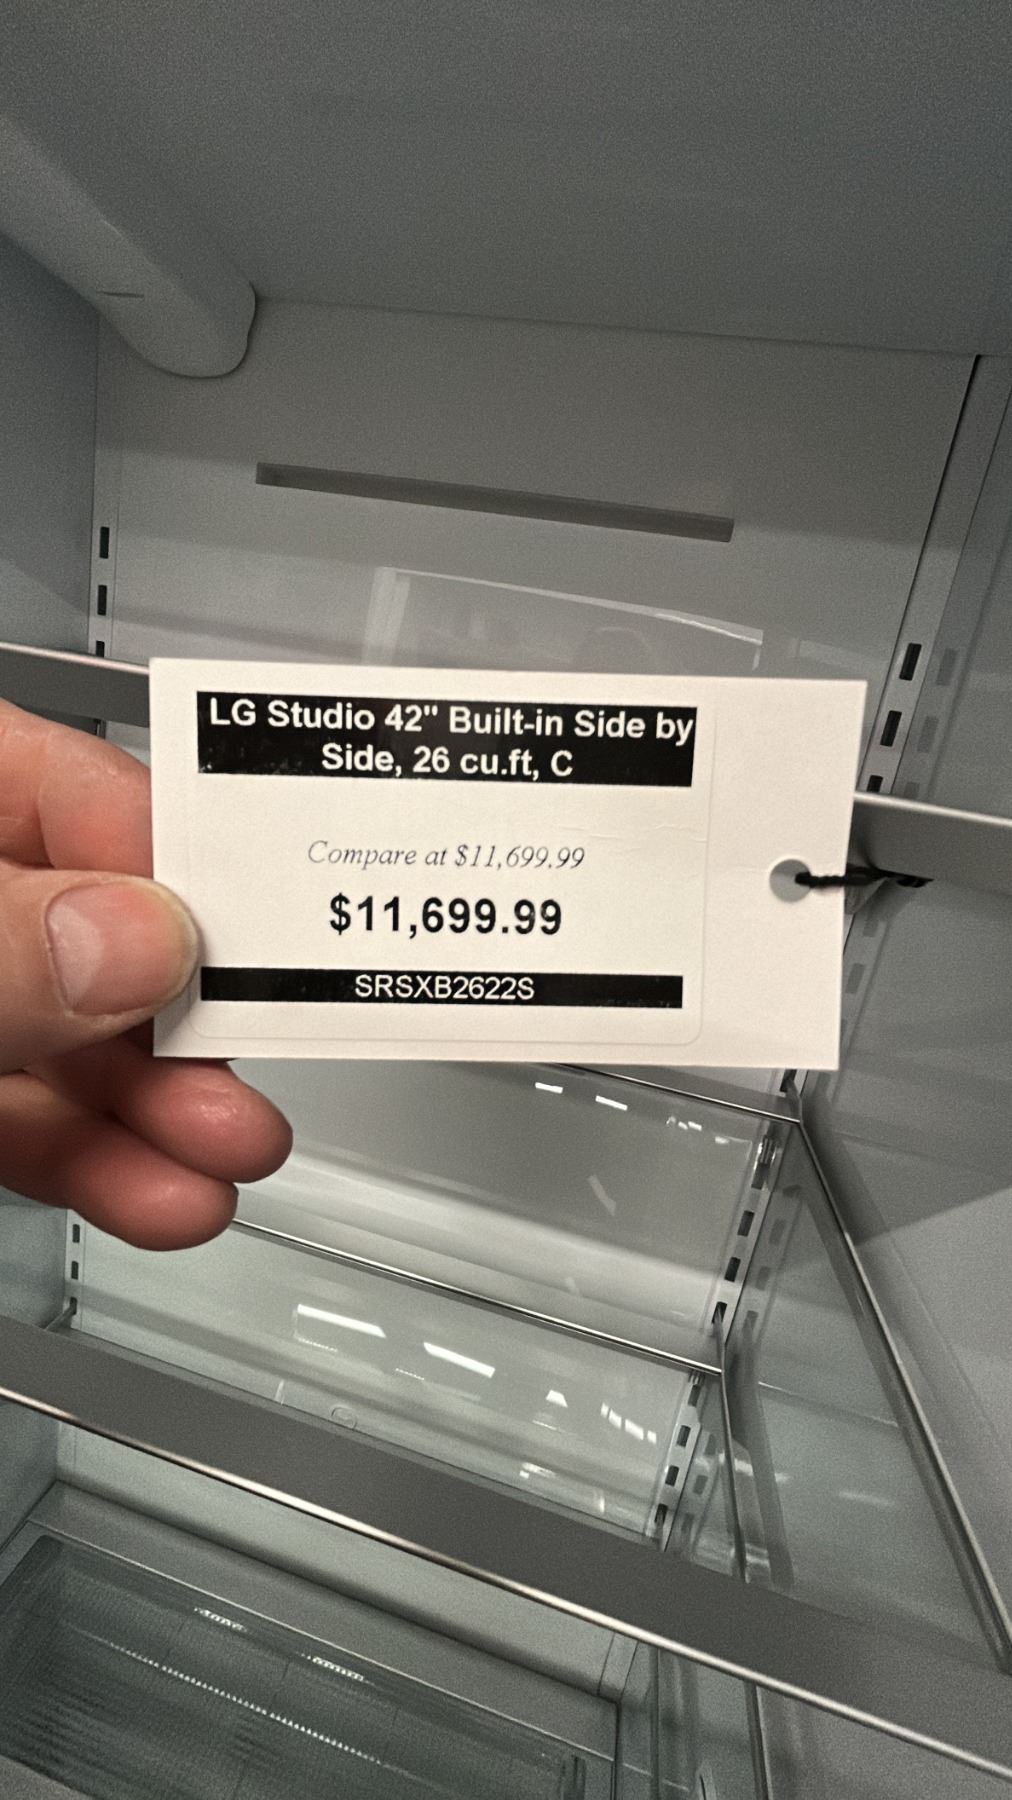 LG Studio 42" Built-in Side by
Side, 26 cu.ft, C
Compare at $11,699.99
$11,699.99
SRSXB2622S